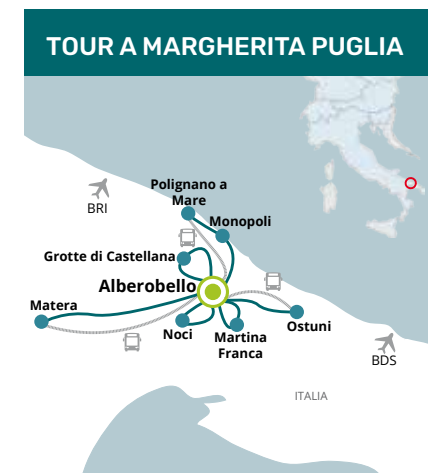 TOUR A MARGHERITA PUGLIA
Polignano a
Mare
BRI
Monopoli
Grotte di Castellana
Alberobello
Matera
Noci
Martina
Franca
Ostuni
BDS
ITALIA